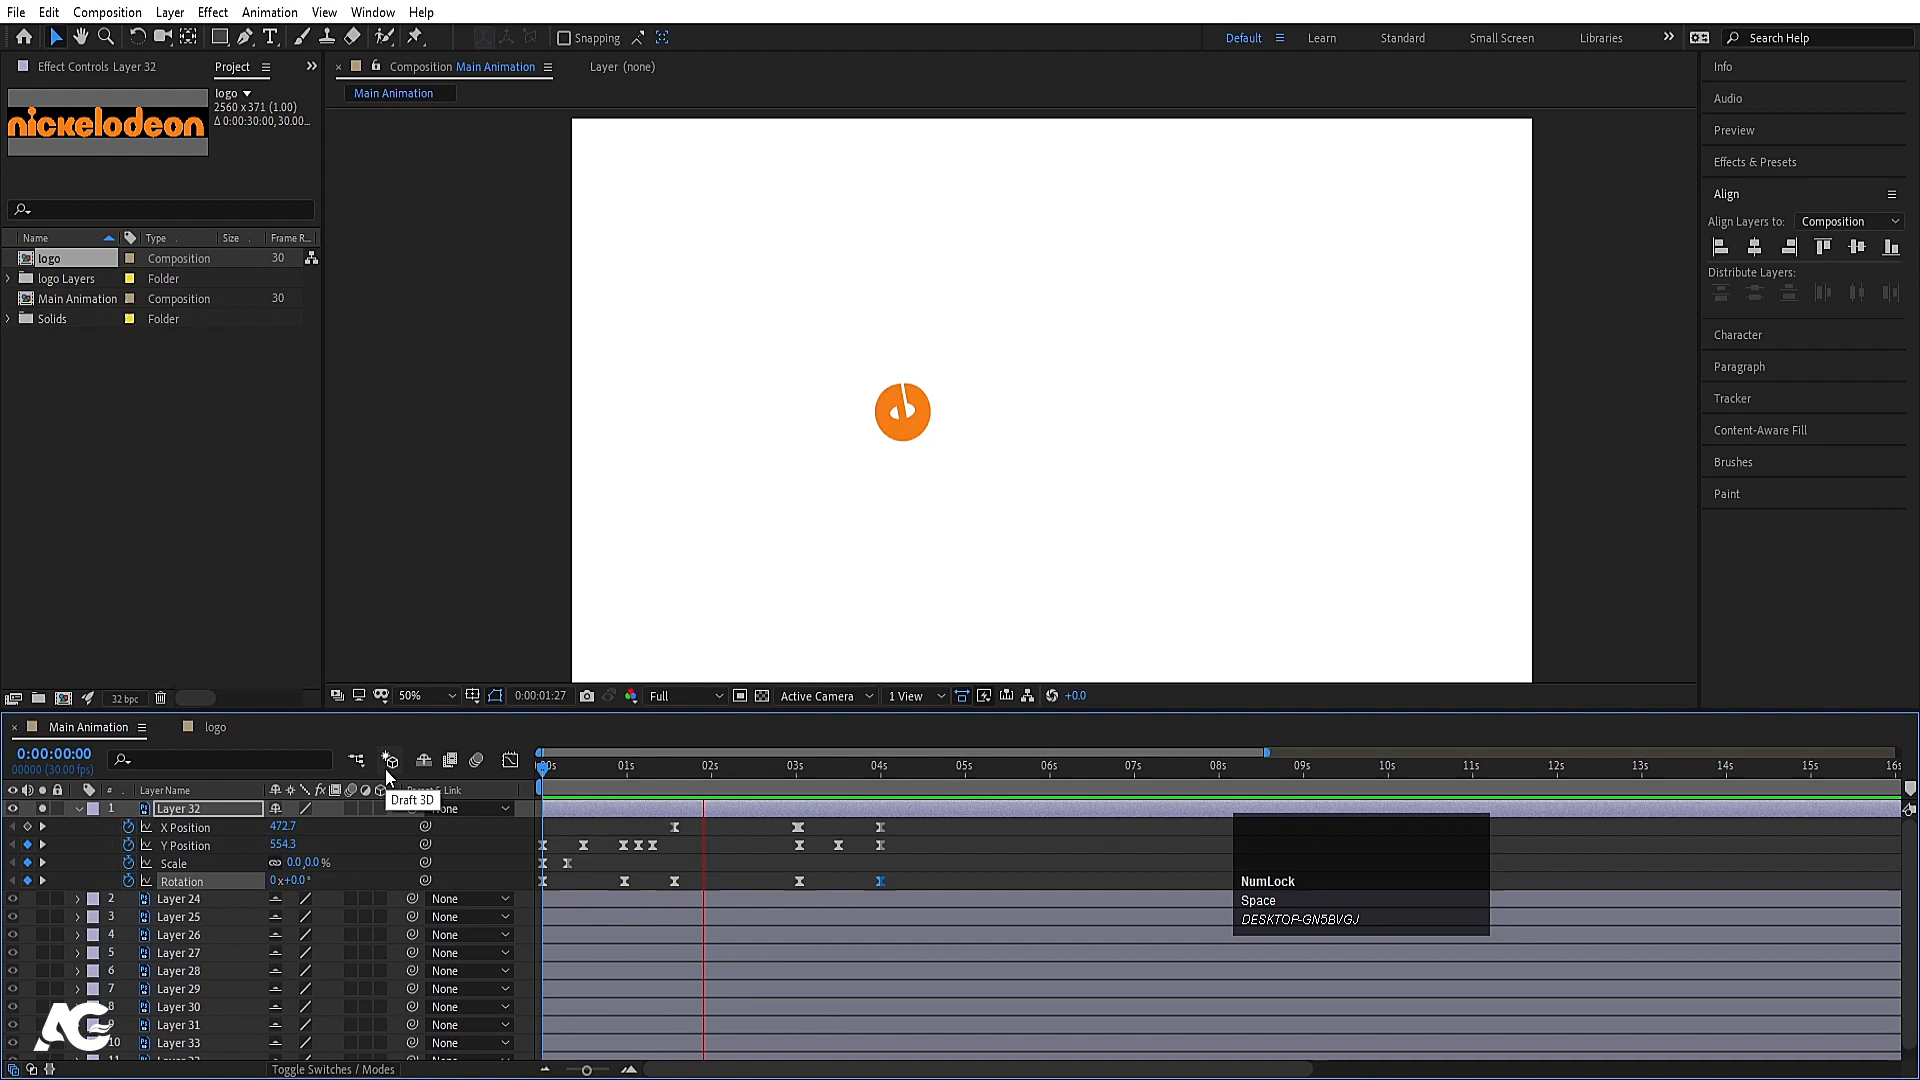 File Edit Composition Layer Effect Animation View Window Help
Snapping
Default Learn Standard Small Screen Libraries Search Help
Effect Controls Layer 32 Project
Composition Main Animation Layer (none)
Main Animation
logo
2560 x 371 (1.00)
Δ 0:00:30:00, 30.00...
nickelodeon
Name Type Size Frame R...
logo Composition 30
logo Layers Folder
Main Animation Composition 30
Solids Folder
Info
Audio
Preview
Effects & Presets
Align
Align Layers to: Composition
Distribute Layers:
Character
Paragraph
Tracker
Content-Aware Fill
Brushes
Paint
32 bpc
50% 0:00:01:27 Full Active Camera 1 View +0.0
Main Animation logo
0:00:00:00
00000 (30.00 fps)
01s 02s 03s 04s 05s 06s 07s 08s 09s 10s 11s 12s 13s 14s 15s 16s
# Layer Name fx
Draft 3D
1 Layer 32
X Position 472.7
Y Position 554.3
Scale 0.0,0.0 %
Rotation 0x+0.0°
2 Layer 24 None
3 Layer 25 None
4 Layer 26 None
5 Layer 27 None
6 Layer 28 None
7 Layer 29 None
8 Layer 30 None
9 Layer 31 None
10 Layer 33 None
NumLock
Space
DESKTOP-GN5BVGJ
AG
Toggle Switches / Modes